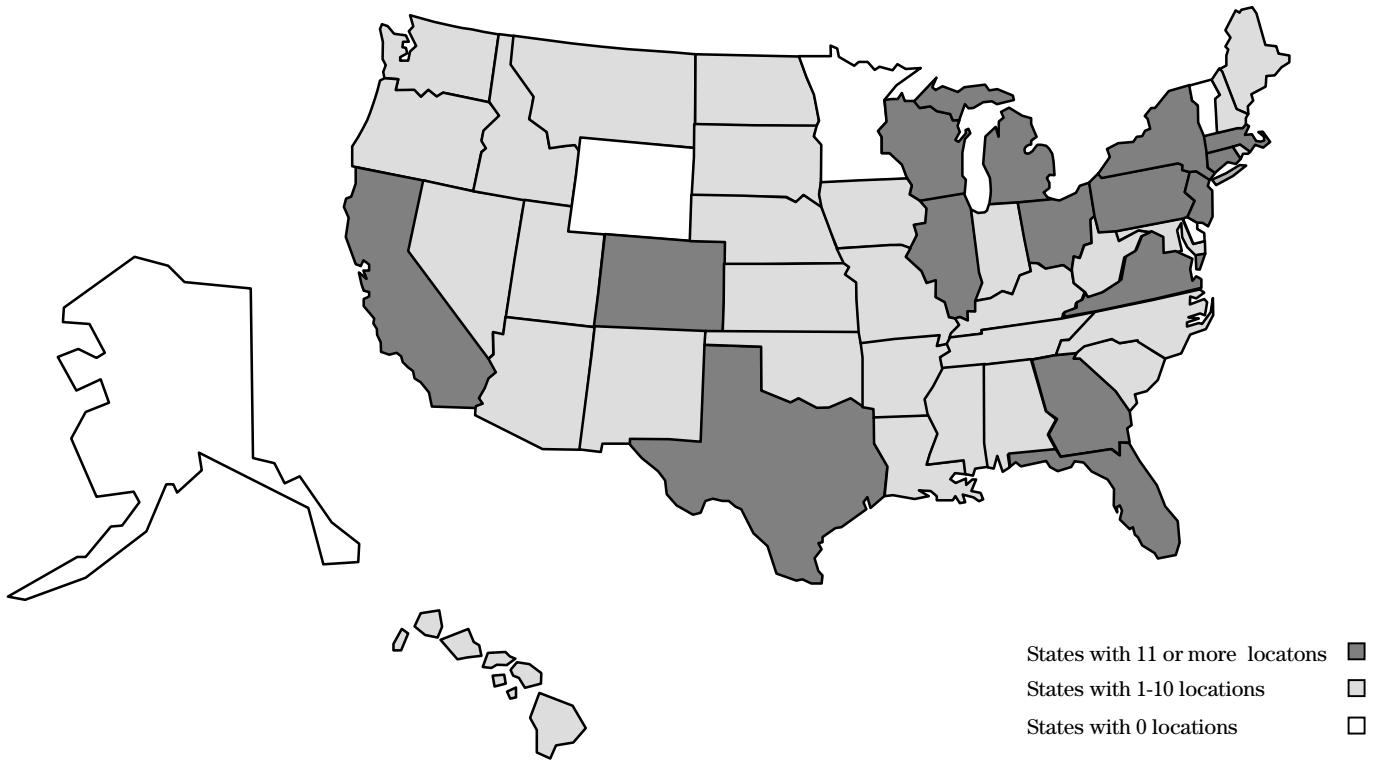 States with 11 or more locatons
States with 1-10 locations
States with 0 locations